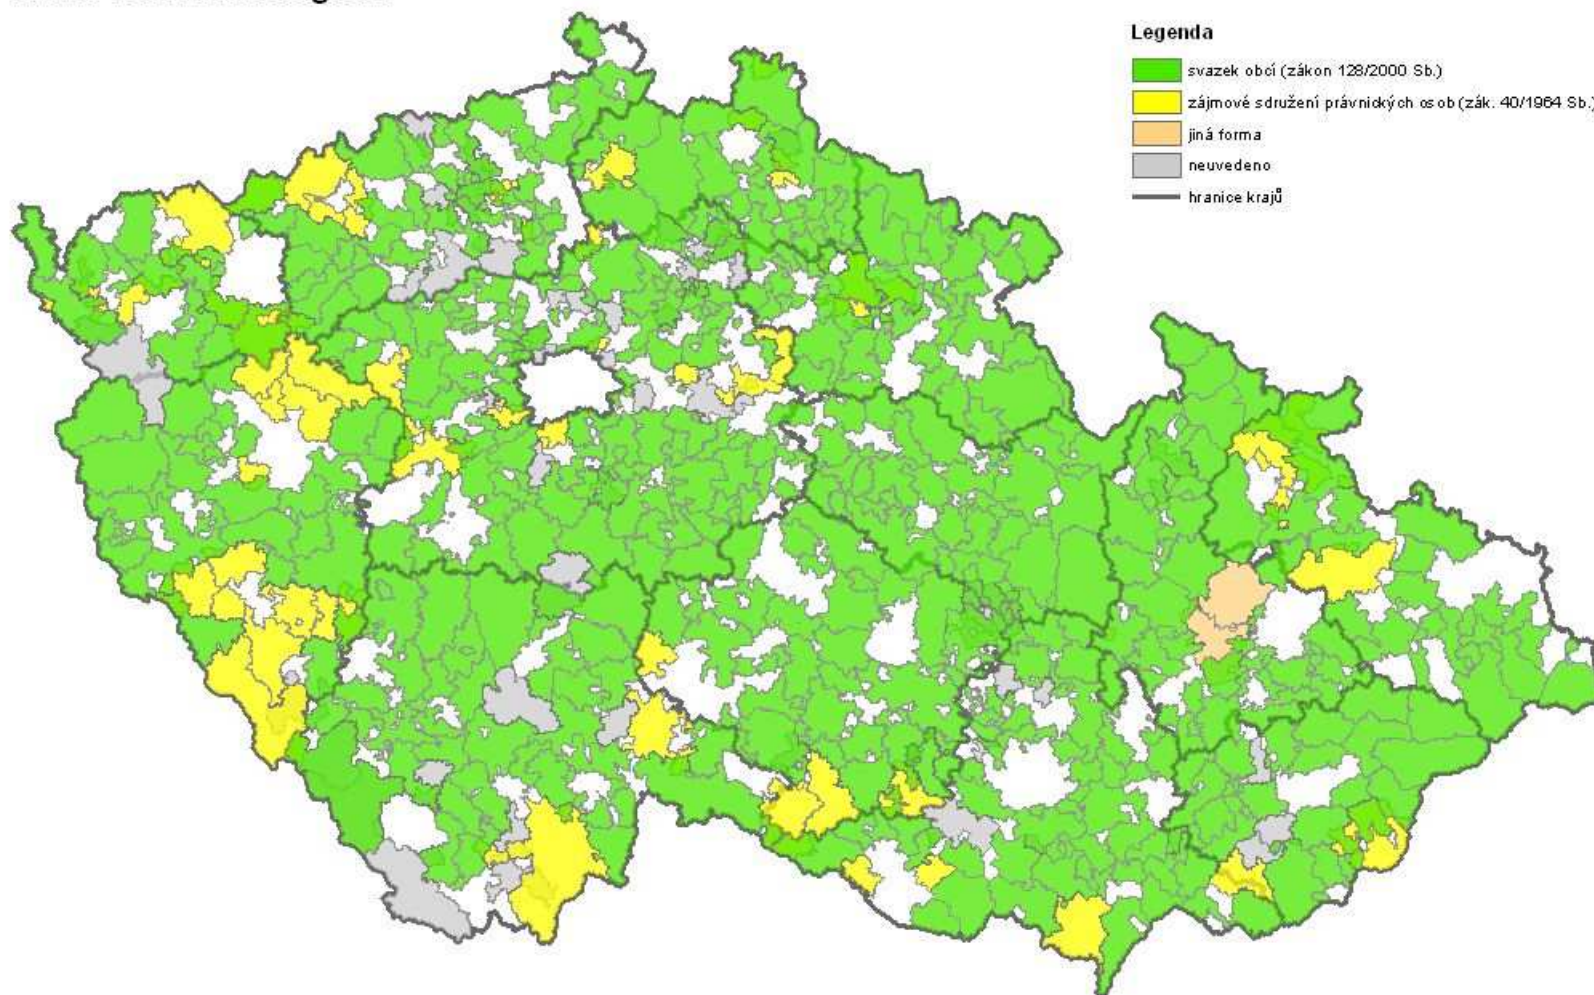 Legenda
svazek obcí (zákon 128/2000 Sb.)
zájmové sdružení právnických osob (zák. 40/1964 Sb.)
jiná forma
neuvedeno
hranice krajů